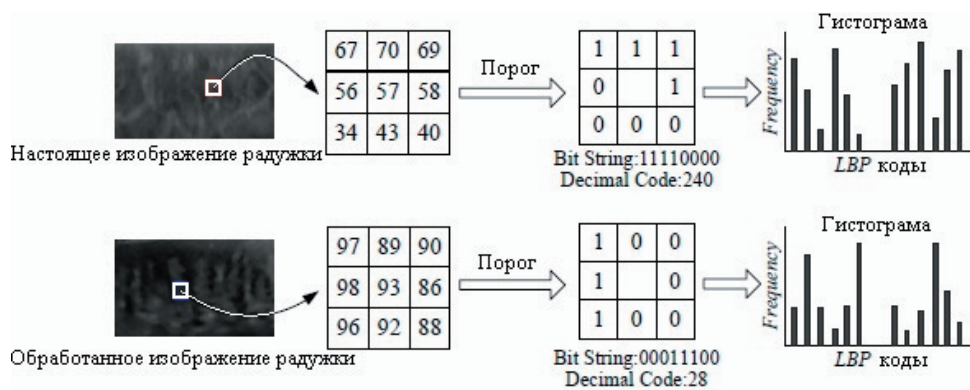 Гистограма
67 70 69
56 57 58
34 43 40
Порог
1 1 1
0 1
0 0 0
Frequency
LBP коды
Настоящее изображение радужки
Bit String:11110000
Decimal Code:240
Гистограма
97 89 90
98 93 86
96 92 88
Порог
1 0 0
1 0
1 0 0
Frequency
LBP коды
Обработанное изображение радужки
Bit String:00011100
Decimal Code:28